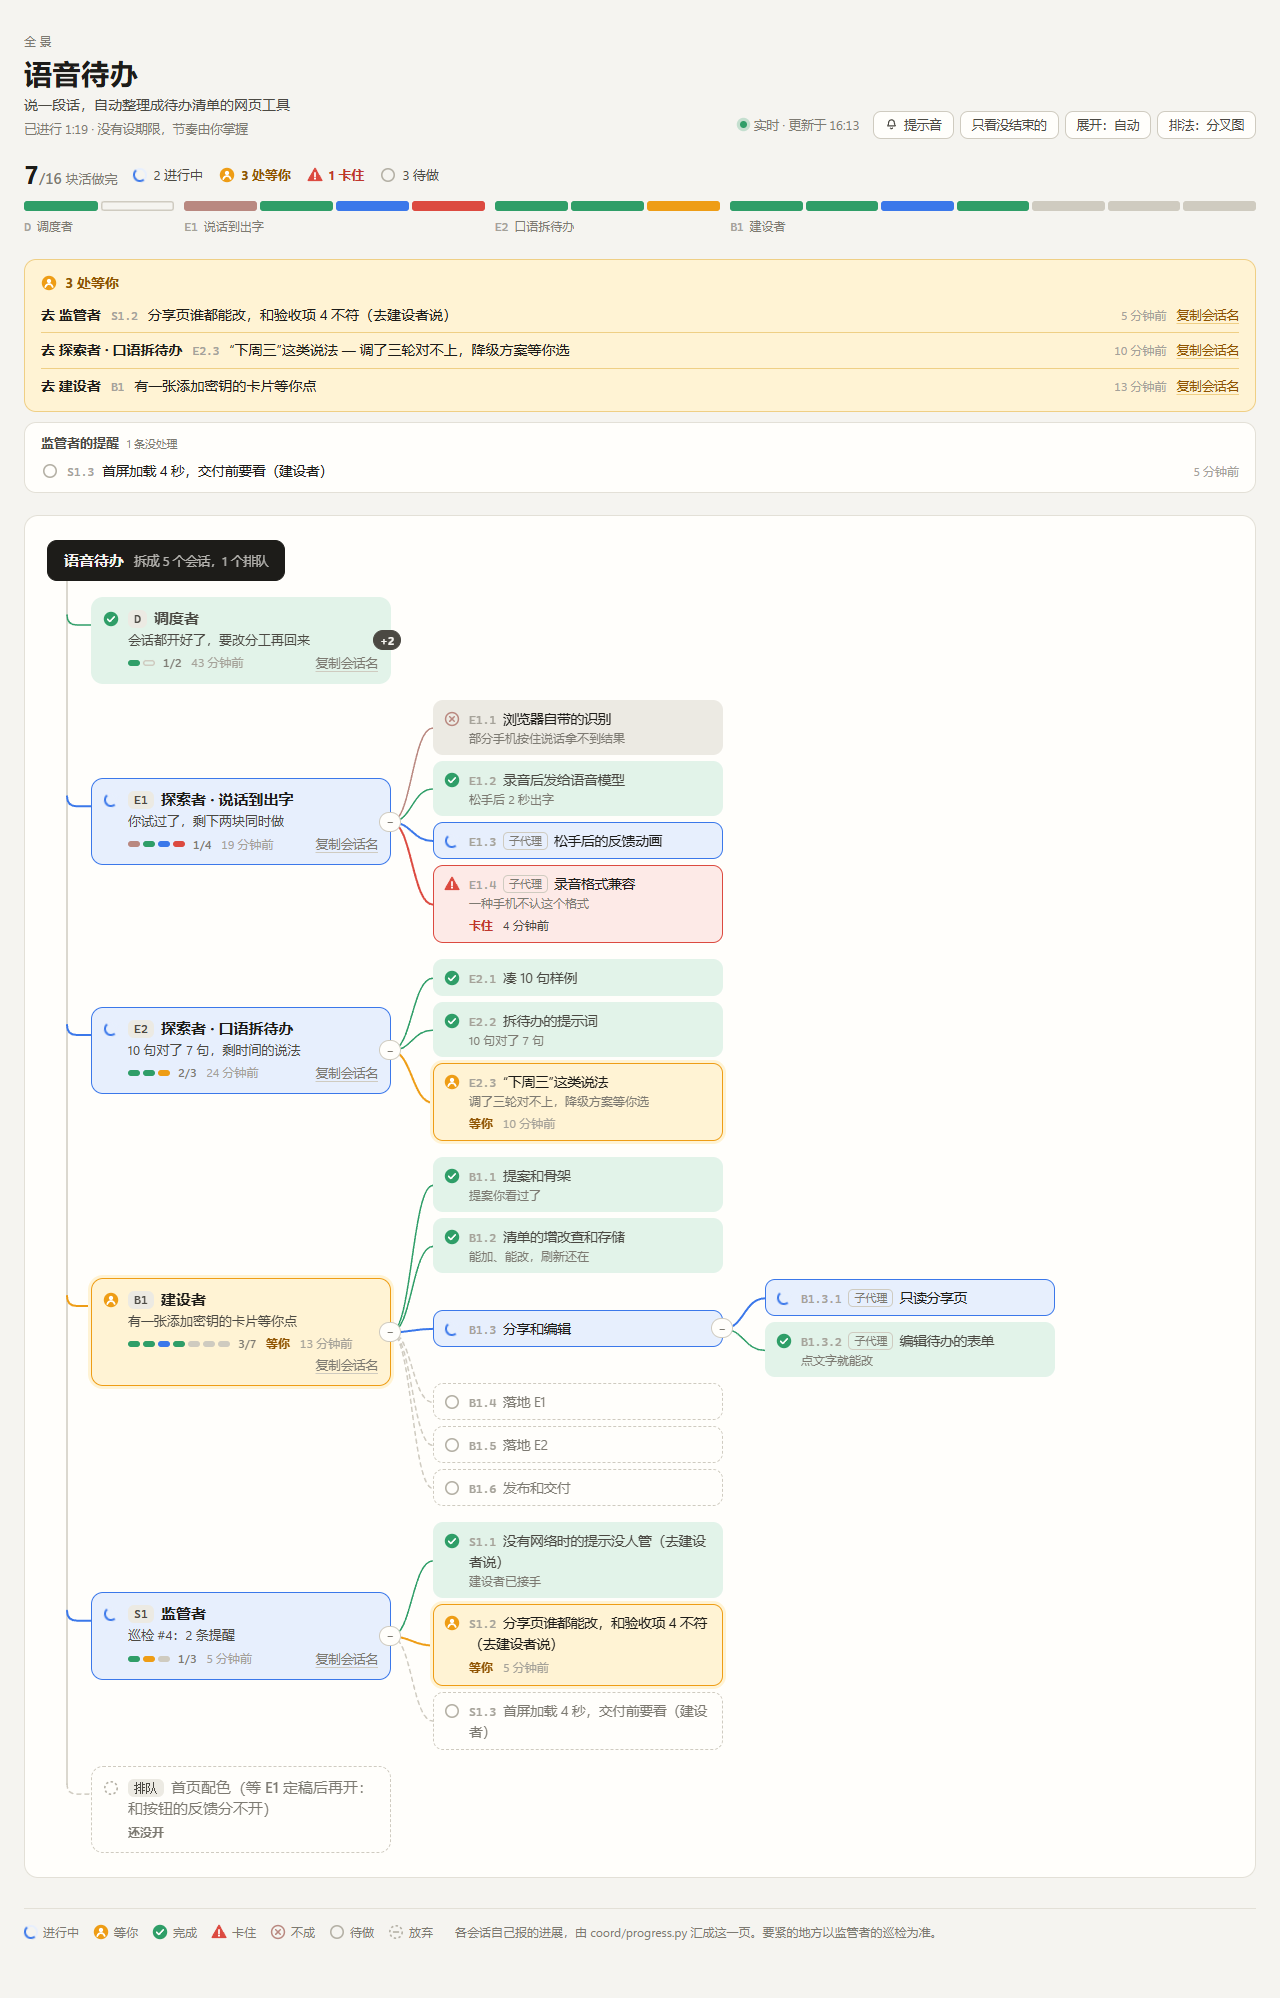 全景
语音待办
说一段话，自动整理成待办清单的网页工具
已进行 1:19 · 没有设期限，节奏由你掌握
实时 · 更新于 16:13
提示音
只看没结束的
展开：自动
排法：分叉图
7/16 块活做完
2 进行中
3 处等你
1 卡住
3 待做
D 调度者
E1 说话到出字
E2 口语拆待办
B1 建设者
3 处等你
去 监管者 S1.2 分享页谁都能改，和验收项 4 不符（去建设者说） 5 分钟前 复制会话名
去 探索者 · 口语拆待办 E2.3 “下周三”这类说法 — 调了三轮对不上，降级方案等你选 10 分钟前 复制会话名
去 建设者 B1 有一张添加密钥的卡片等你点 13 分钟前 复制会话名
监管者的提醒 1 条没处理
S1.3 首屏加载 4 秒，交付前要看（建设者） 5 分钟前
语音待办 拆成 5 个会话，1 个排队
D 调度者
会话都开好了，要改分工再回来
+2
1/2 43 分钟前 复制会话名
E1.1 浏览器自带的识别
部分手机按住说话拿不到结果
E1.2 录音后发给语音模型
松手后 2 秒出字
E1 探索者 · 说话到出字
你试过了，剩下两块同时做
1/4 19 分钟前 复制会话名
E1.3 子代理 松手后的反馈动画
E1.4 子代理 录音格式兼容
一种手机不认这个格式
卡住 4 分钟前
E2.1 凑 10 句样例
E2.2 拆待办的提示词
10 句对了 7 句
E2 探索者 · 口语拆待办
10 句对了 7 句，剩时间的说法
2/3 24 分钟前 复制会话名
E2.3 “下周三”这类说法
调了三轮对不上，降级方案等你选
等你 10 分钟前
B1.1 提案和骨架
提案你看过了
B1.2 清单的增改查和存储
能加、能改，刷新还在
B1 建设者
有一张添加密钥的卡片等你点
3/7 等你 13 分钟前
复制会话名
B1.3 分享和编辑
B1.3.1 子代理 只读分享页
B1.3.2 子代理 编辑待办的表单
点文字就能改
B1.4 落地 E1
B1.5 落地 E2
B1.6 发布和交付
S1.1 没有网络时的提示没人管（去建设
者说）
建设者已接手
S1 监管者
巡检 #4：2 条提醒
1/3 5 分钟前 复制会话名
S1.2 分享页谁都能改，和验收项 4 不符
（去建设者说）
等你 5 分钟前
S1.3 首屏加载 4 秒，交付前要看（建设
者）
排队 首页配色（等 E1 定稿后再开：
和按钮的反馈分不开）
还没开
进行中 等你 完成 卡住 不成 待做 放弃 各会话自己报的进展，由 coord/progress.py 汇成这一页。要紧的地方以监管者的巡检为准。